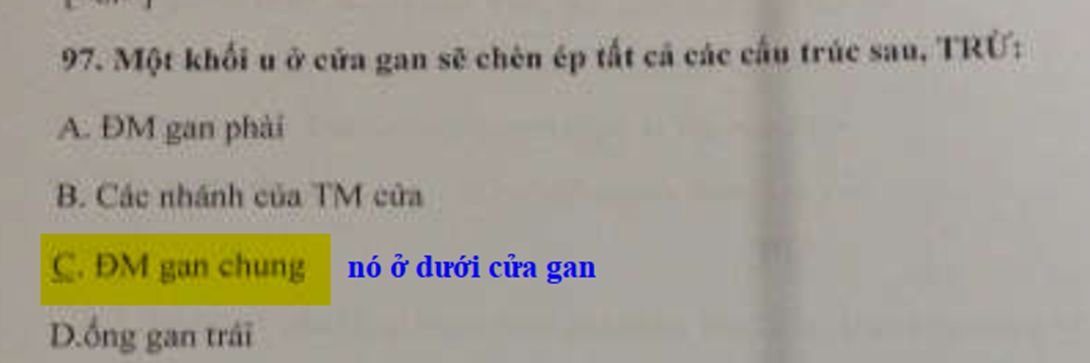 97. Một khối u ở cửa gan sẽ chèn ép tất cả các cấu trúc sau, TRỪ:
A. ĐM gan phải
B. Các nhánh của TM cửa
C. ĐM gan chung nó ở dưới cửa gan
D.ống gan trái